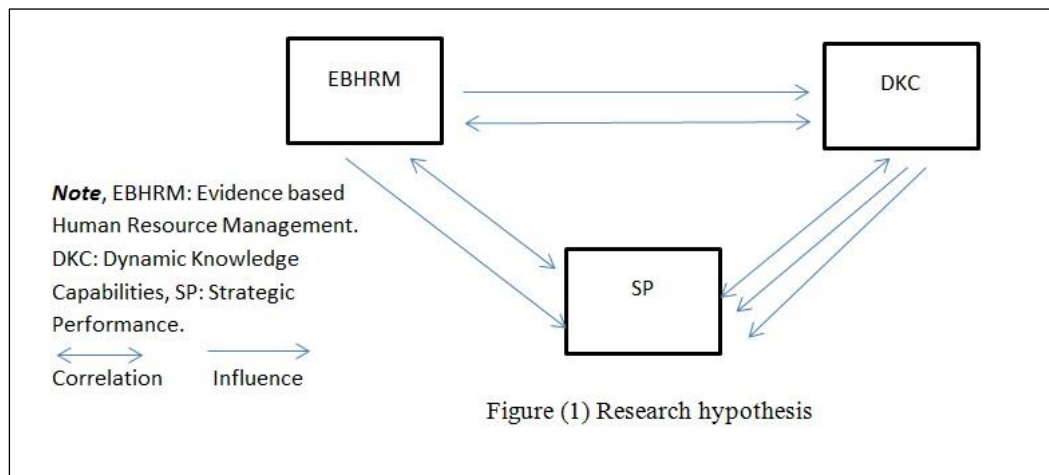 EBHRM
DKC
SP
Note, EBHRM: Evidence based
Human Resource Management.
DKC: Dynamic Knowledge
Capabilities, SP: Strategic
Performance.
Correlation Influence
Figure (1) Research hypothesis